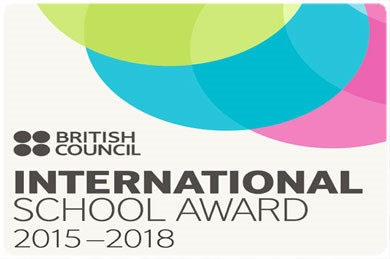 BRITISH
COUNCIL
INTERNATIONAL
SCHOOL AWARD
2015–2018